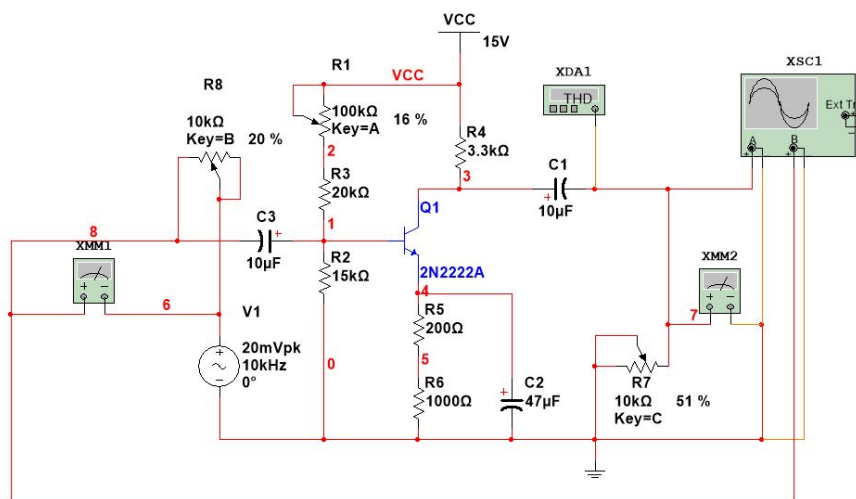 VCC
15V
XSC1
XDA1
THD
Ext Tr
A
B
R1
VCC
100kΩ
Key=A
16 %
R8
10kΩ
Key=B
20 %
2
R4
3.3kΩ
3
C1
10µF
R3
20kΩ
1
Q1
2N2222A
C3
10µF
8
XMM1
6
R2
15kΩ
4
V1
20mVpk
10kHz
0°
0
R5
200Ω
5
R6
1000Ω
C2
47µF
XMM2
7
R7
10kΩ
Key=C
51 %